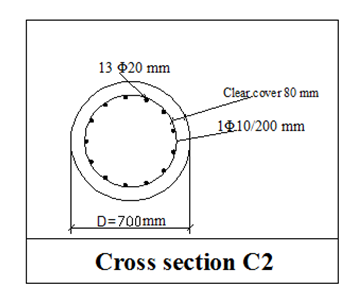 13 Φ20 mm
Clear cover 80 mm
1Φ10/200 mm
D=700mm
Cross section C2